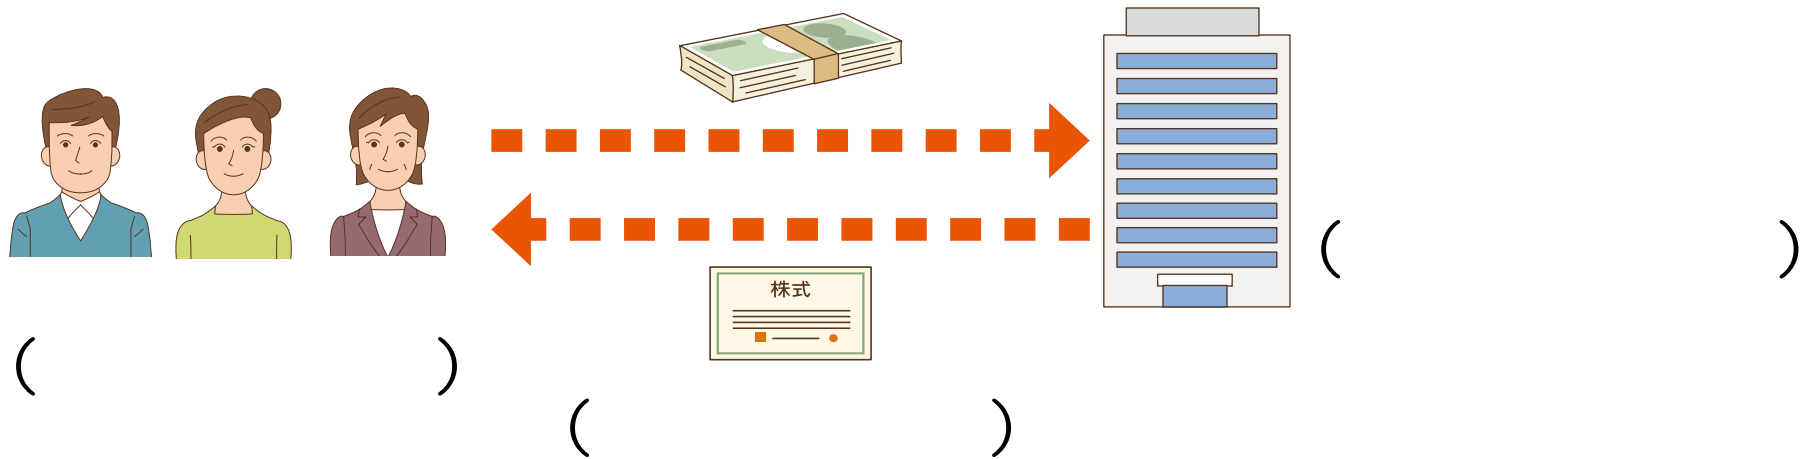 株式
（　　　）
（　　　）
（　　　）